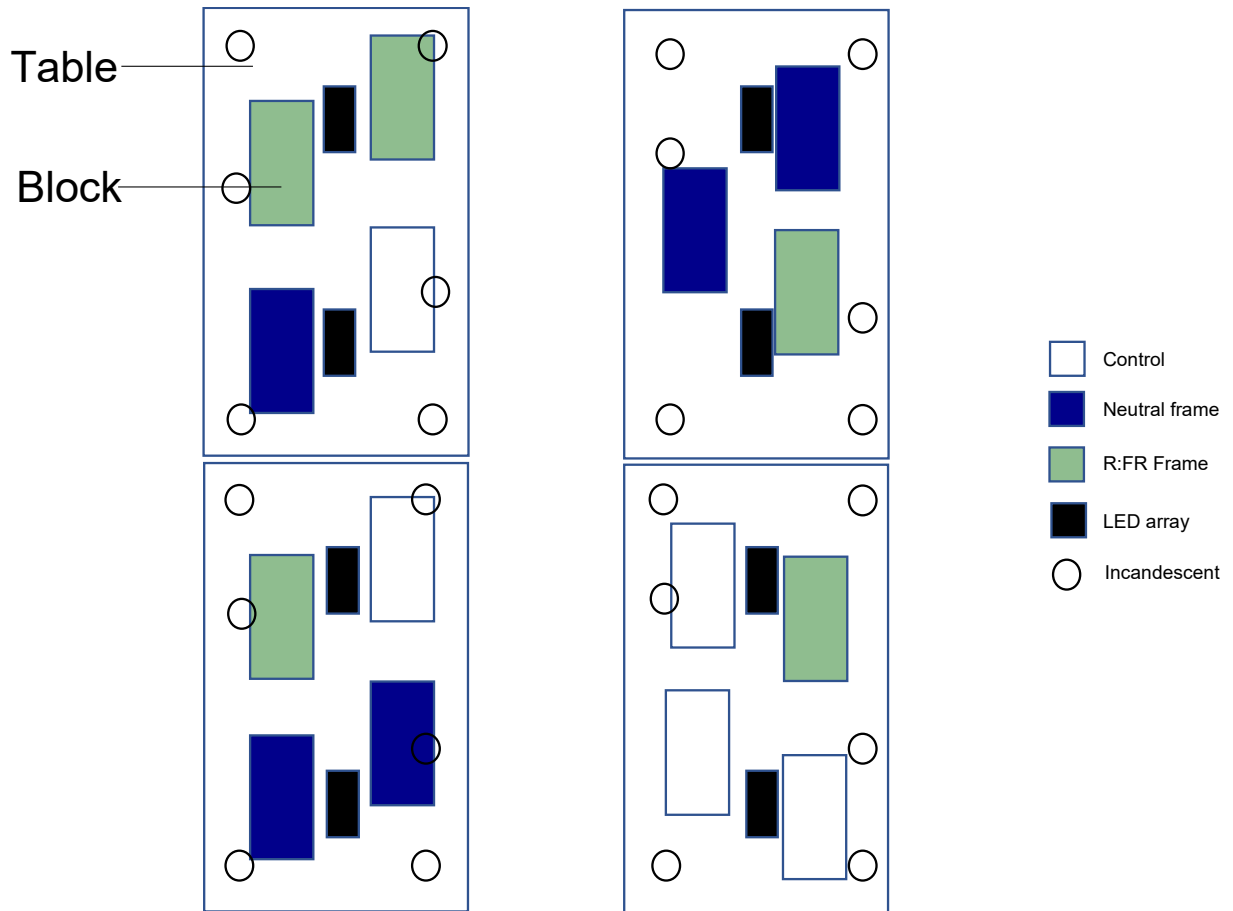 Table
Block
Control
Neutral frame
R:FR Frame
LED array
Incandescent